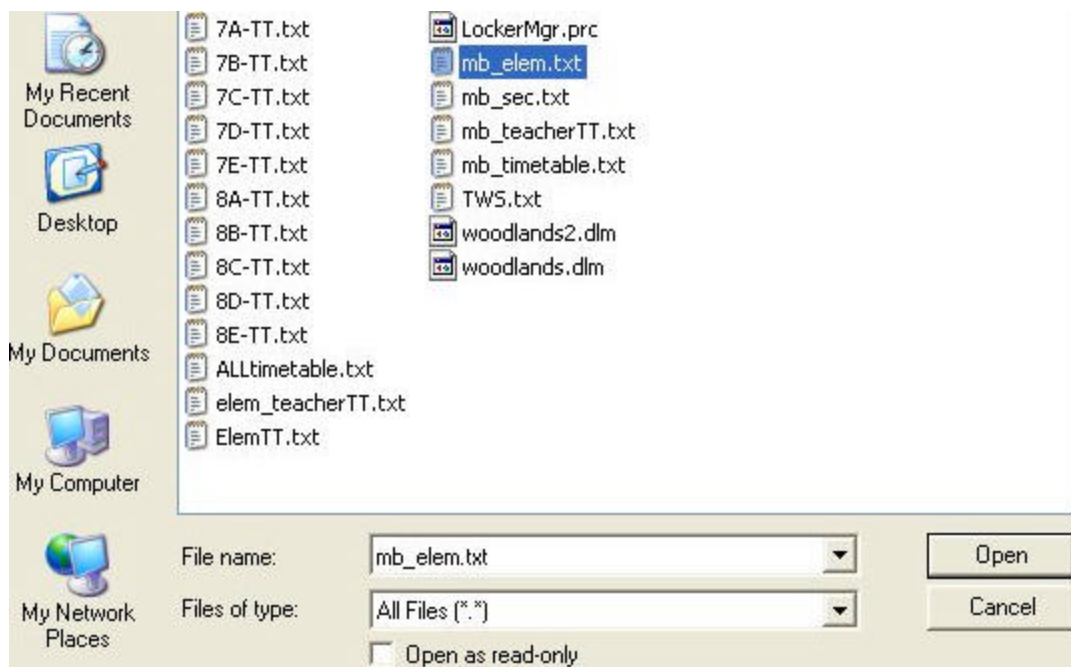 My Recent
Documents
Desktop
My Documents
My Computer
My Network
Places
7A-TT.txt
7B-TT.txt
7C-TT.txt
7D-TT.txt
7E-TT.txt
8A-TT.txt
8B-TT.txt
8C-TT.txt
8D-TT.txt
8E-TT.txt
ALLtimetable.txt
elem_teacherTT.txt
ElemTT.txt
LockerMgr.prc
mb_elem.txt
mb_sec.txt
mb_teacherTT.txt
mb_timetable.txt
TWS.txt
woodlands2.dlm
woodlands.dlm
File name: mb_elem.txt Open
Files of type: All Files (*.*) Cancel
Open as read-only